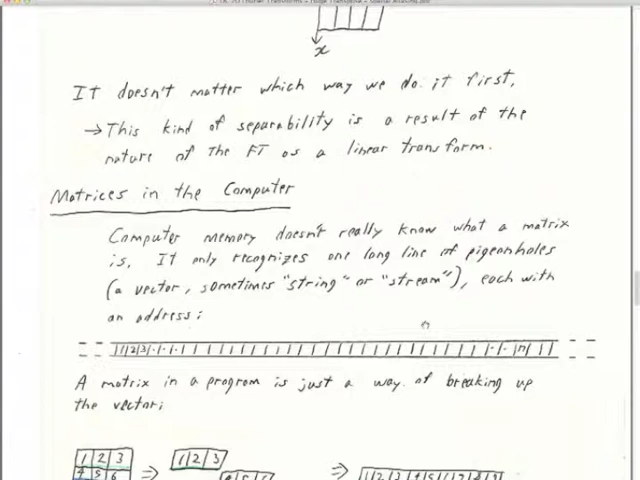 x
It doesn't matter which way we do it first.
→ This kind of separability is a result of the
nature of the FT as a linear transform.
Matrices in the Computer
Computer memory doesn't really know what a matrix
is. It only recognizes one long line of pigeonholes
(a vector, sometimes "string" or "stream"), each with
an address:
1 2 3 - - - n
A matrix in a program is just a way of breaking up
the vector:
1 2 3 ⇒ 1 2 3 ⇒
4 5 6